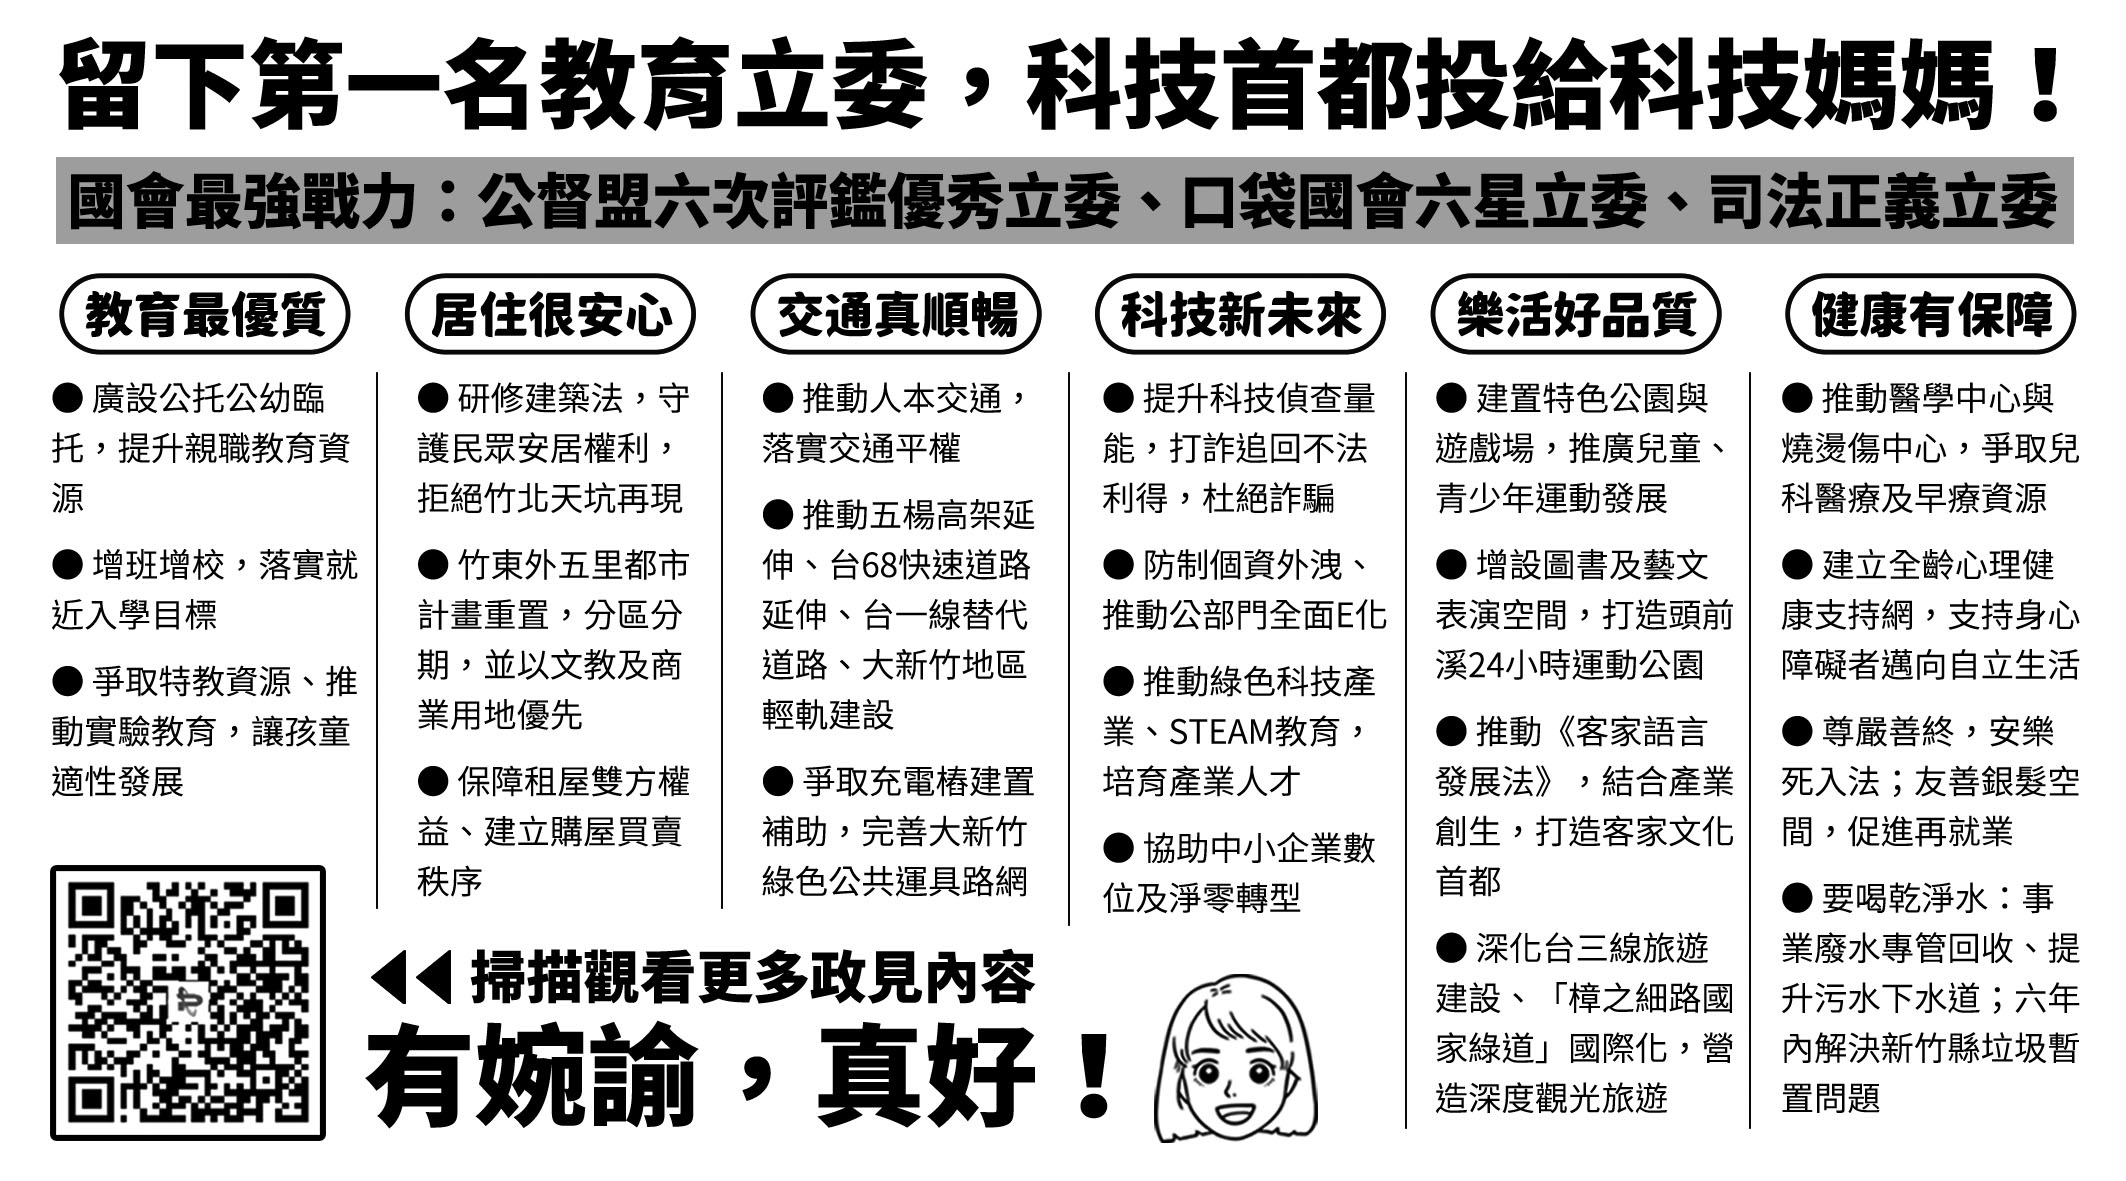 留下第一名教育立委，科技首都投給科技媽媽！
國會最強戰力：公督盟六次評鑑優秀立委、口袋國會六星立委、司法正義立委
教育最優質
● 廣設公托公幼臨
托，提升親職教育資
源
● 增班增校，落實就
近入學目標
● 爭取特教資源、推
動實驗教育，讓孩童
適性發展
居住很安心
● 研修建築法，守
護民眾安居權利，
拒絕竹北天坑再現
● 竹東外五里都市
計畫重置，分區分
期，並以文教及商
業用地優先
● 保障租屋雙方權
益、建立購屋買賣
秩序
交通真順暢
● 推動人本交通，
落實交通平權
● 推動五楊高架延
伸、台68快速道路
延伸、台一線替代
道路、大新竹地區
輕軌建設
● 爭取充電樁建置
補助，完善大新竹
綠色公共運具路網
科技新未來
● 提升科技偵查量
能，打詐追回不法
利得，杜絕詐騙
● 防制個資外洩、
推動公部門全面E化
● 推動綠色科技產
業、STEAM教育，
培育產業人才
● 協助中小企業數
位及淨零轉型
樂活好品質
● 建置特色公園與
遊戲場，推廣兒童、
青少年運動發展
● 增設圖書及藝文
表演空間，打造頭前
溪24小時運動公園
● 推動《客家語言
發展法》，結合產業
創生，打造客家文化
首都
● 深化台三線旅遊
建設、「樟之細路國
家綠道」國際化，營
造深度觀光旅遊
健康有保障
● 推動醫學中心與
燒燙傷中心，爭取兒
科醫療及早療資源
● 建立全齡心理健
康支持網，支持身心
障礙者邁向自立生活
● 尊嚴善終，安樂
死入法；友善銀髮空
間，促進再就業
● 要喝乾淨水：事
業廢水專管回收、提
升污水下水道；六年
內解決新竹縣垃圾暫
置問題
掃描觀看更多政見內容
有婉諭，真好！